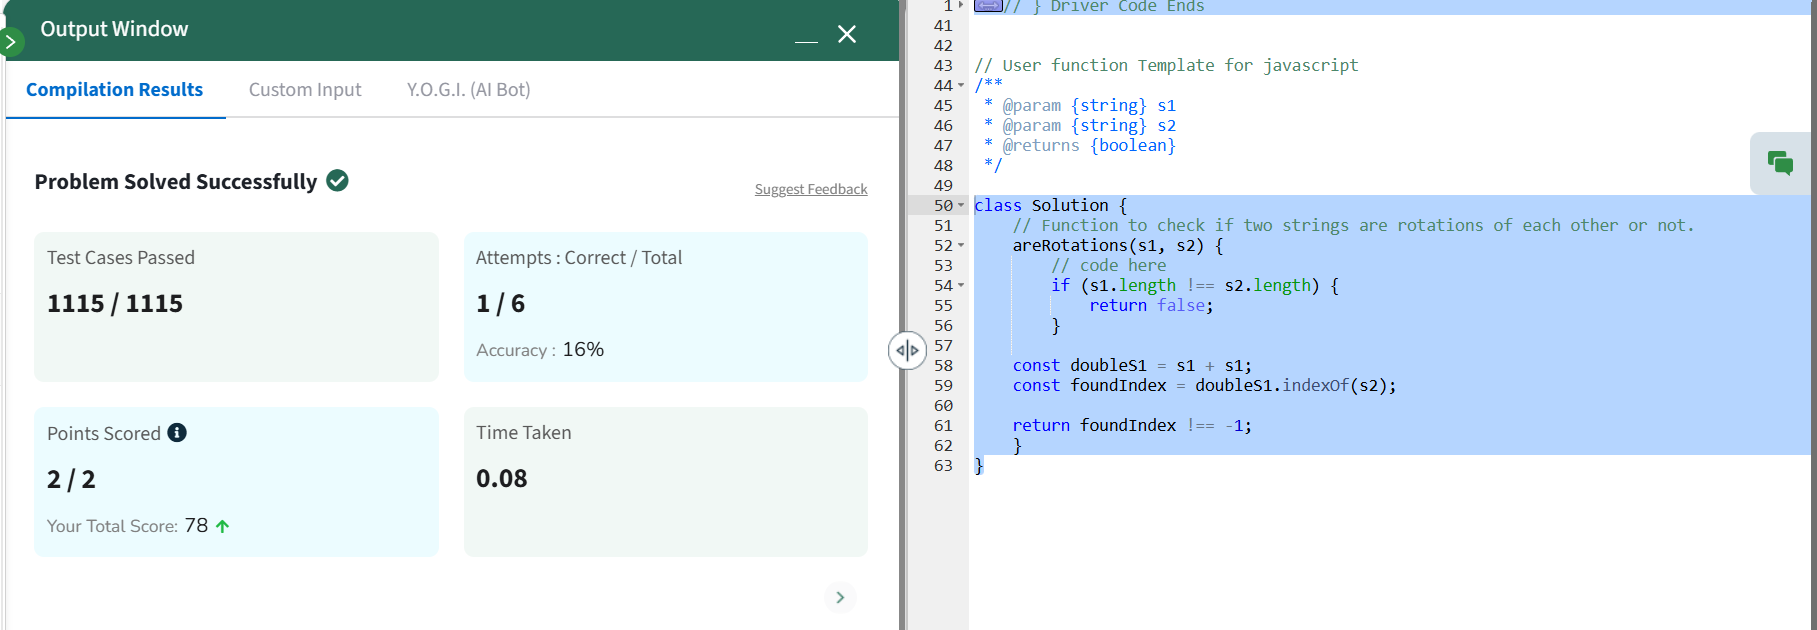 Output Window
Compilation Results
Custom Input
Y.O.G.I. (AI Bot)
Problem Solved Successfully
Suggest Feedback
Test Cases Passed
1115 / 1115
Attempts : Correct / Total
1 / 6
Accuracy : 16%
Points Scored
2 / 2
Your Total Score: 78
Time Taken
0.08
1 // } Driver Code Ends
41
42
43 // User function Template for javascript
44 /**
45 * @param {string} s1
46 * @param {string} s2
47 * @returns {boolean}
48 */
49
50 class Solution {
51 // Function to check if two strings are rotations of each other or not.
52 areRotations(s1, s2) {
53 // code here
54 if (s1.length !== s2.length) {
55 return false;
56 }
57
58 const doubleS1 = s1 + s1;
59 const foundIndex = doubleS1.indexOf(s2);
60
61 return foundIndex !== -1;
62 }
63 }